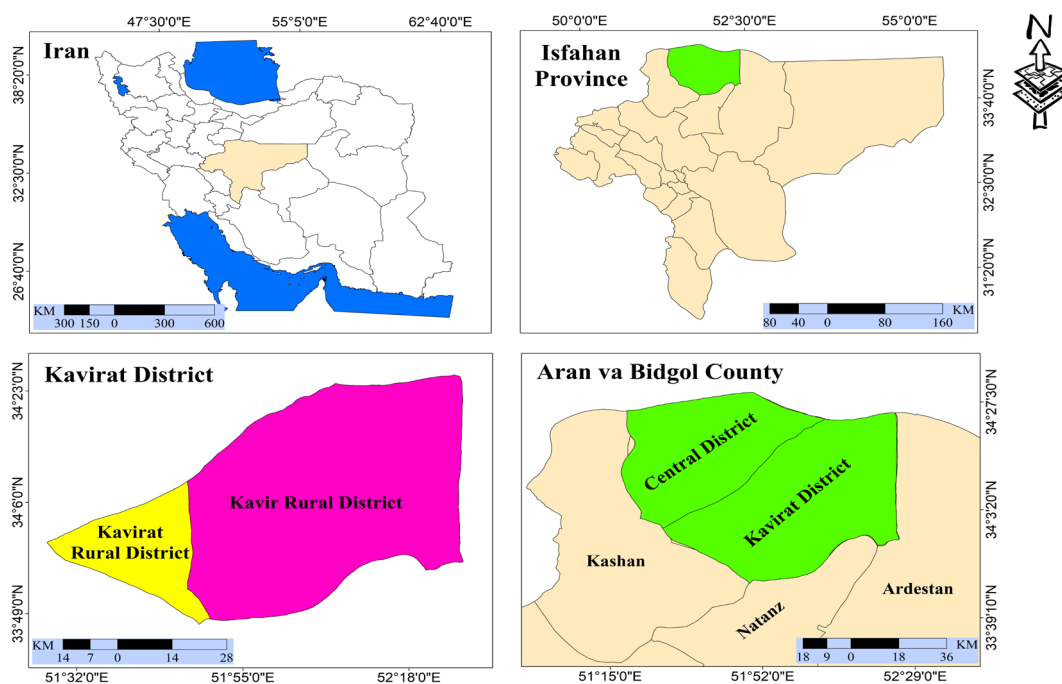 47°30'0"E 55°5'0"E 62°40'0"E
Iran
38°20'0"N
32°30'0"N
26°40'0"N
KM
300 150 0 300 600
50°0'0"E 52°30'0"E 55°0'0"E
Isfahan
Province
N
33°40'0"N
32°30'0"N
31°20'0"N
KM
80 40 0 80 160
Kavirat District
34°23'0"N
34°6'0"N
33°49'0"N
Kavir Rural District
Kavirat
Rural District
KM
14 7 0 14 28
51°32'0"E 51°55'0"E 52°18'0"E
Aran va Bidgol County
34°27'30"N
34°3'20"N
33°39'10"N
Central District
Kavirat District
Kashan
Natanz
Ardestan
KM
18 9 0 18 36
51°15'0"E 51°52'0"E 52°29'0"E